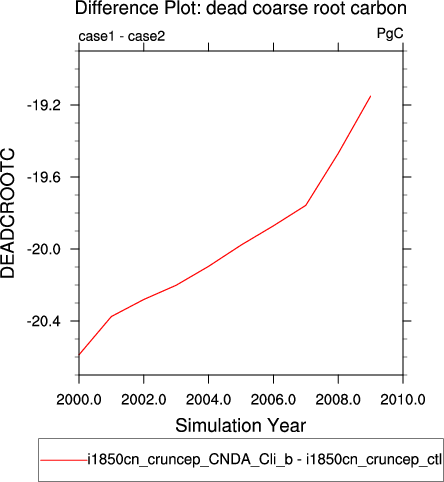 Difference Plot: dead coarse root carbon
case1 - case2
PgC
-19.2
-19.6
-20.0
-20.4
DEADCROOTC
2000.0 2002.0 2004.0 2006.0 2008.0 2010.0
Simulation Year
i1850cn_cruncep_CNDA_Cli_b - i1850cn_cruncep_ctl